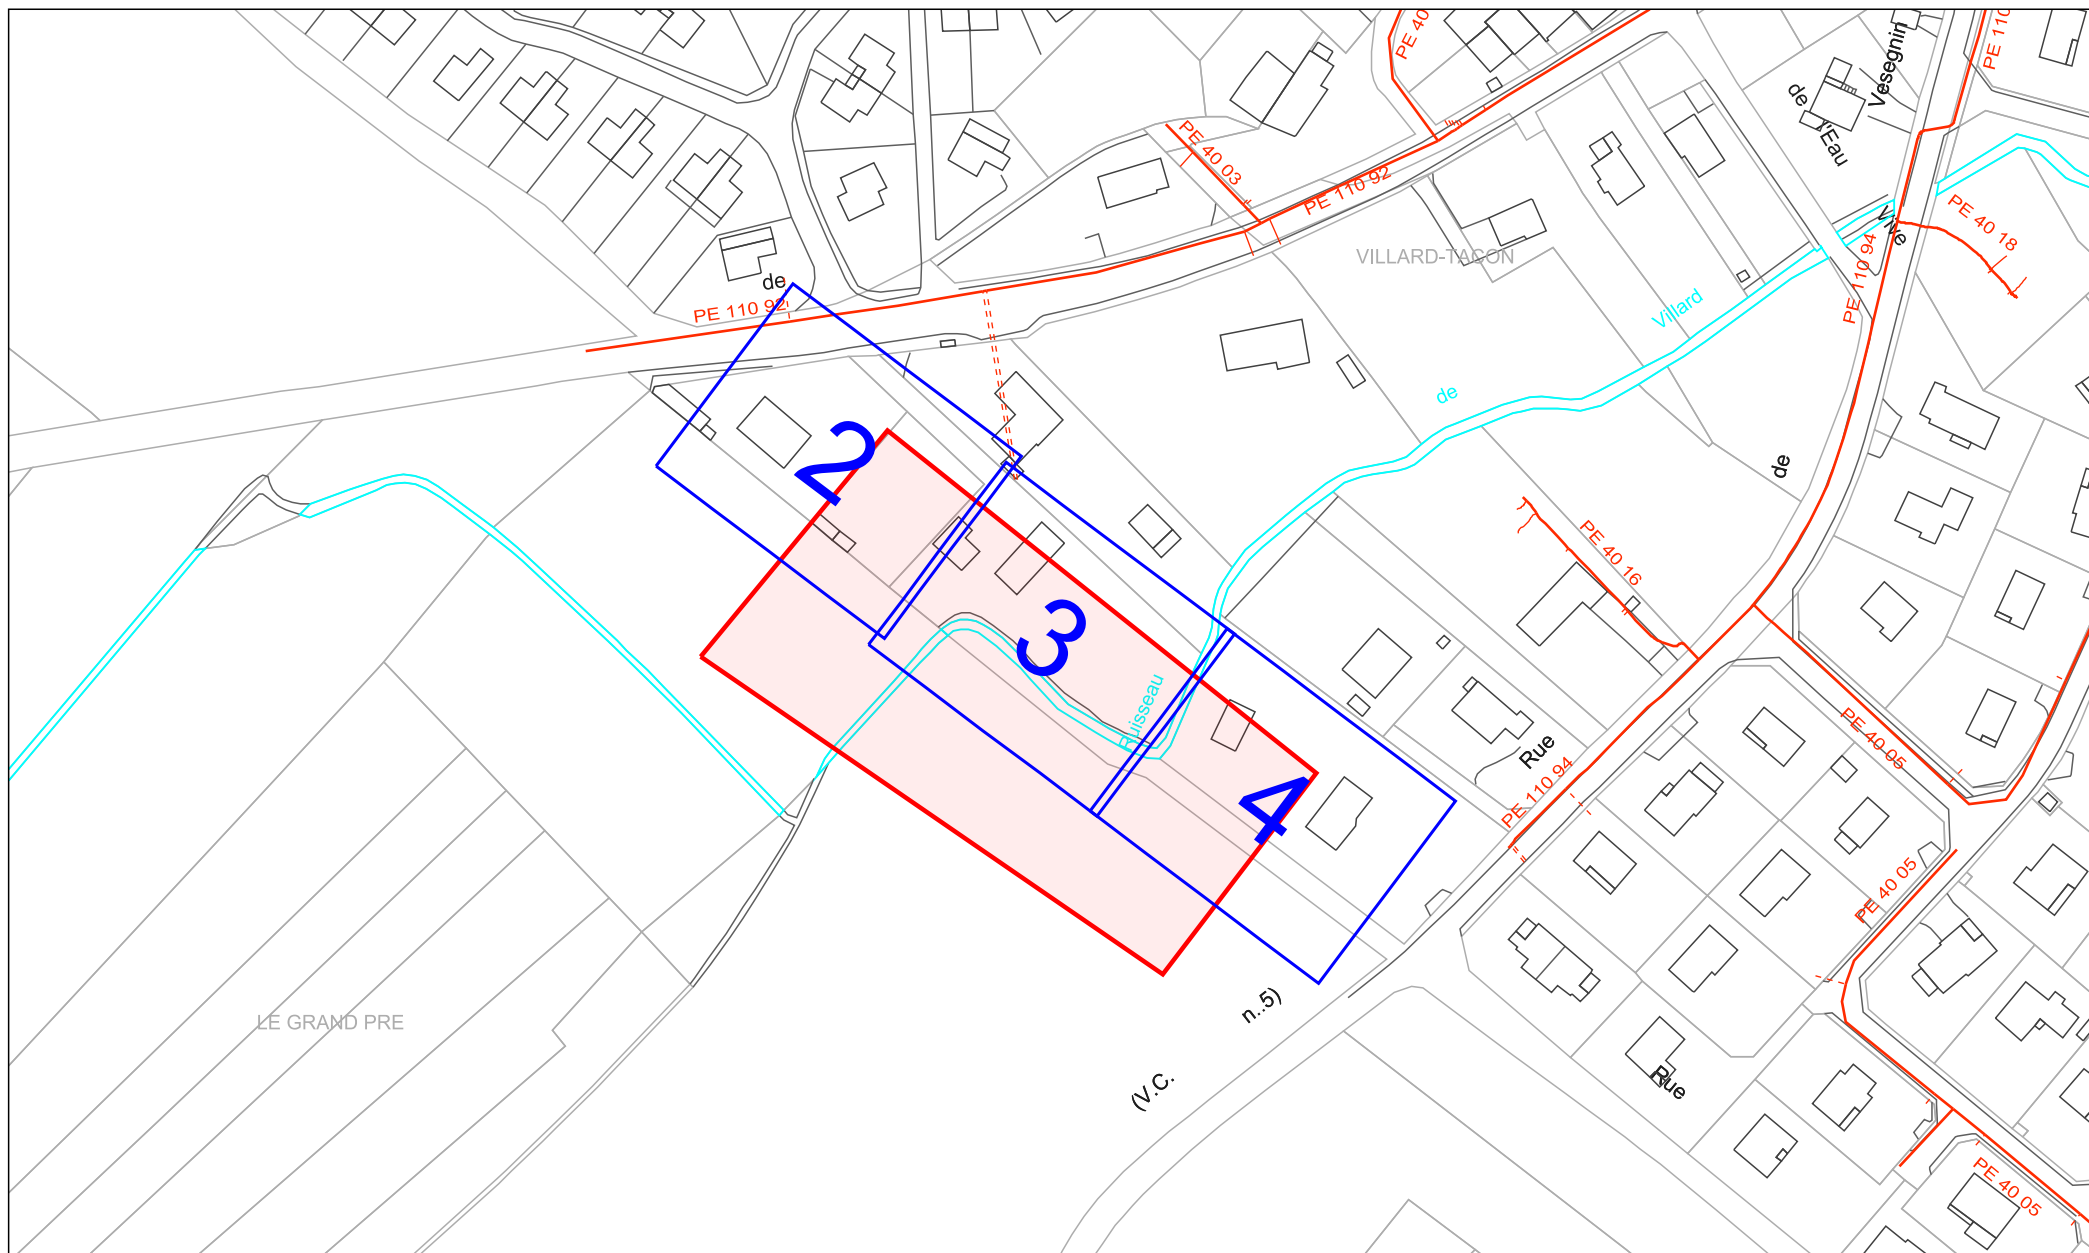 PE 40
PE 110
Vesegnin
de
l'Eau
PE 40 03
PE 110 92
Vive
PE 40 18
VILLARD-TACON
PE 110 94
de
PE 110 92
Villard
de
2
de
PE 40 16
3
Ruisseau
Rue
PE 40 05
4
PE 110 94
PE 40 05
n..5)
LE GRAND PRE
(V.C.
Rue
PE 40 05